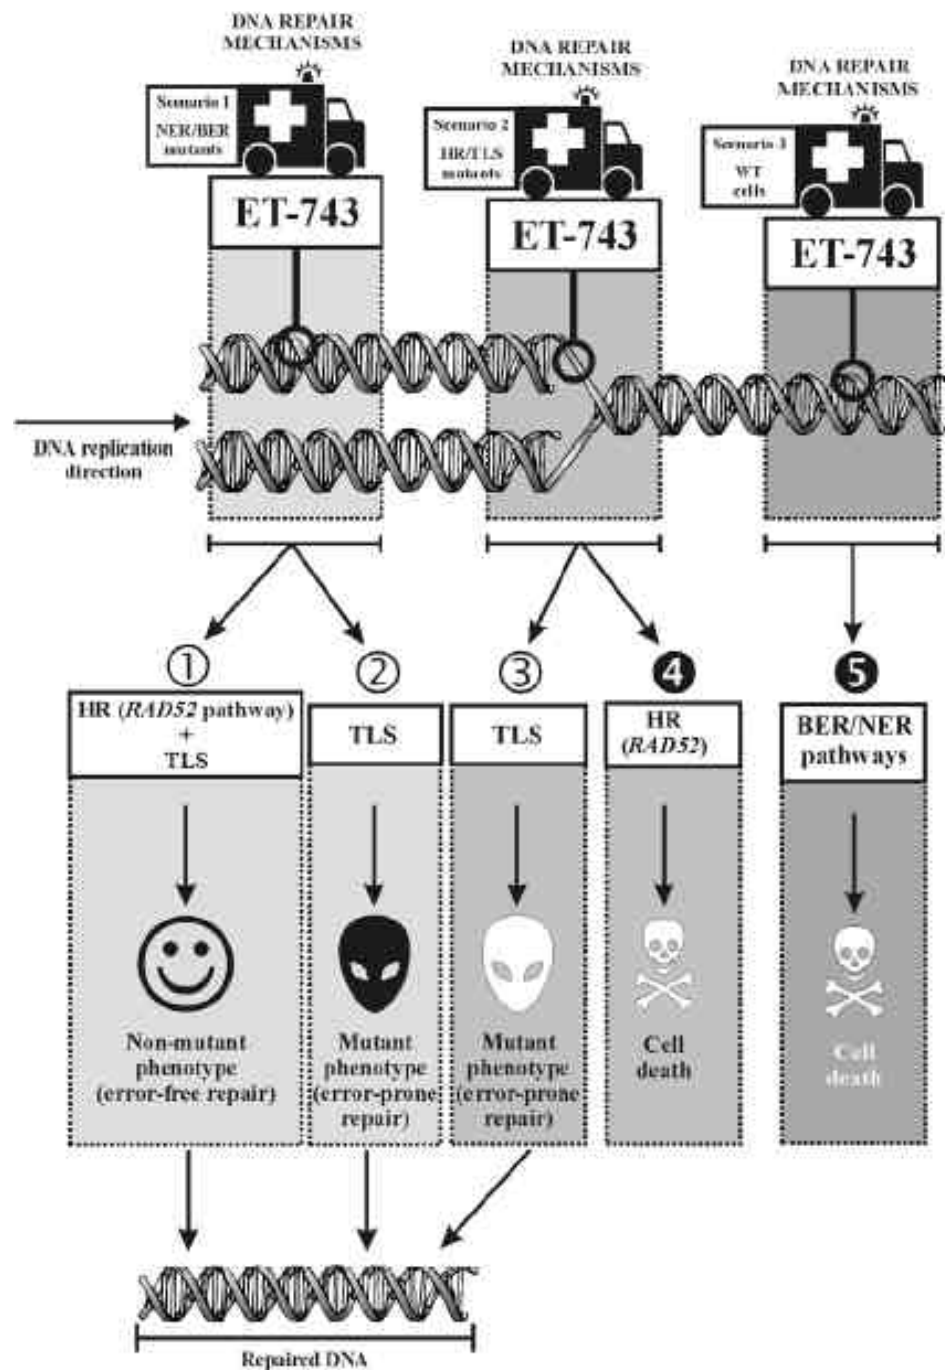 DNA REPAIR
MECHANISMS
Scenario 1
NER/BER
mutants
ET-743
DNA REPAIR
MECHANISMS
Scenario 2
HR/TLS
mutants
ET-743
DNA REPAIR
MECHANISMS
Scenario 3
WT
cells
ET-743
DNA replication
direction
1
HR (RAD52 pathway)
+
TLS
Non-mutant
phenotype
(error-free repair)
2
TLS
Mutant
phenotype
(error-prone
repair)
3
TLS
Mutant
phenotype
(error-prone
repair)
4
HR
(RAD52)
Cell
death
5
BER/NER
pathways
Cell
death
Repaired DNA